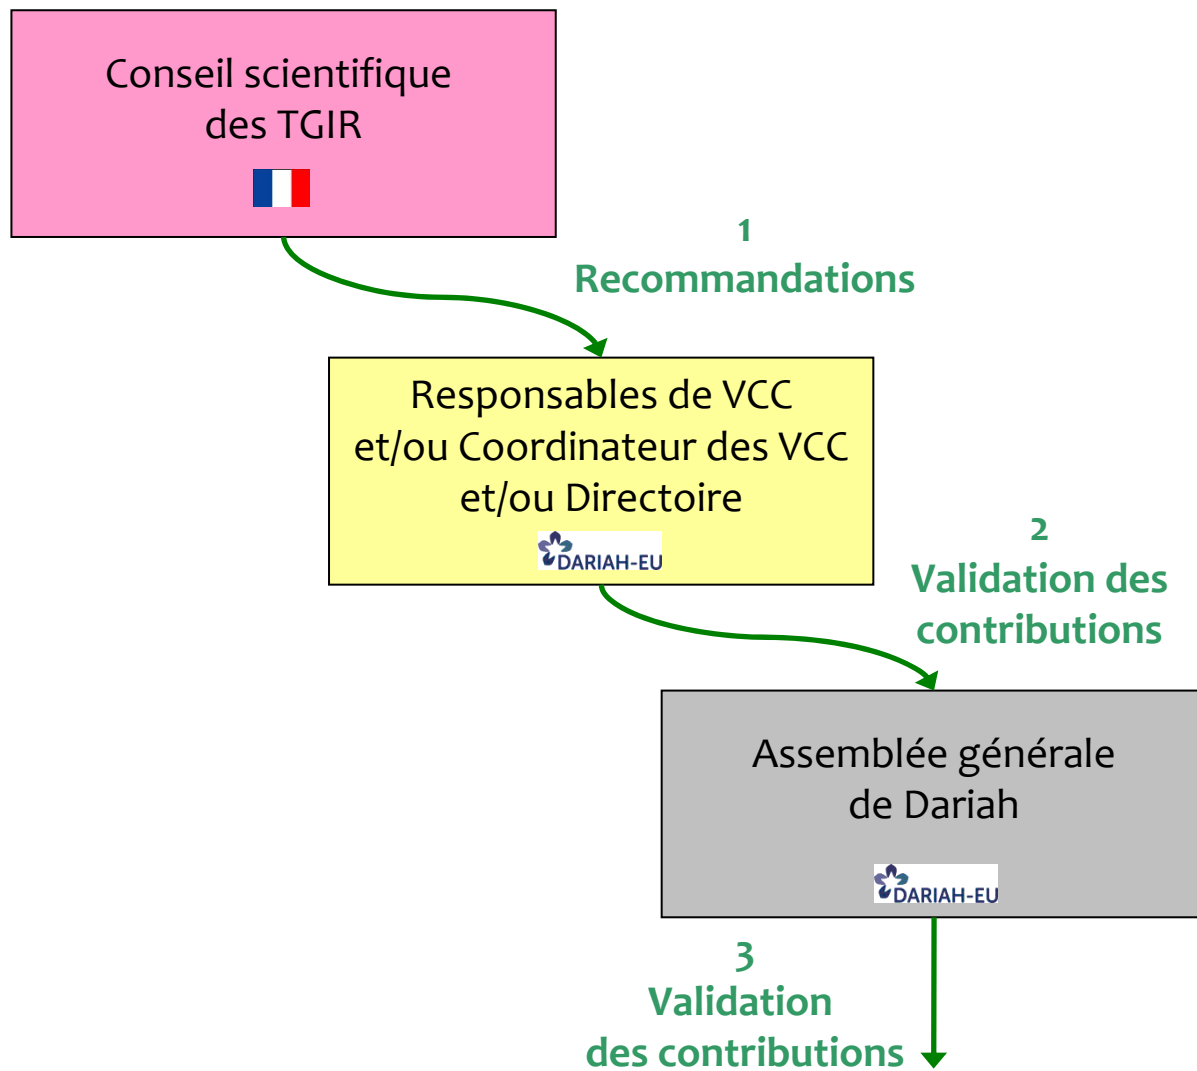 Conseil scientifique
des TGIR
1
Recommandations
Responsables de VCC
et/ou Coordinateur des VCC
et/ou Directoire
DARIAH-EU
2
Validation des
contributions
Assemblée générale
de Dariah
DARIAH-EU
3
Validation
des contributions